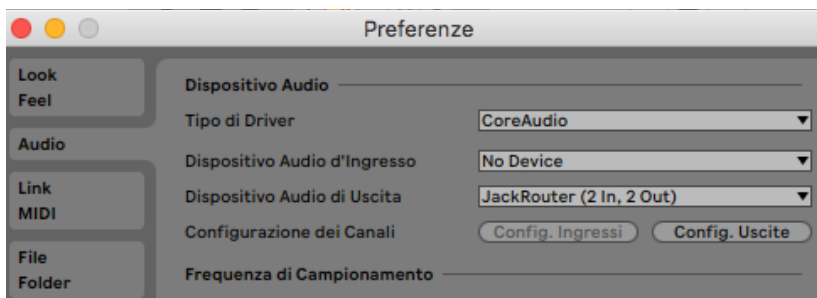 Preferenze
Look
Feel
Audio
Link
MIDI
File
Folder
Dispositivo Audio
Tipo di Driver CoreAudio
Dispositivo Audio d'Ingresso No Device
Dispositivo Audio di Uscita JackRouter (2 In, 2 Out)
Configurazione dei Canali Config. Ingressi Config. Uscite
Frequenza di Campionamento